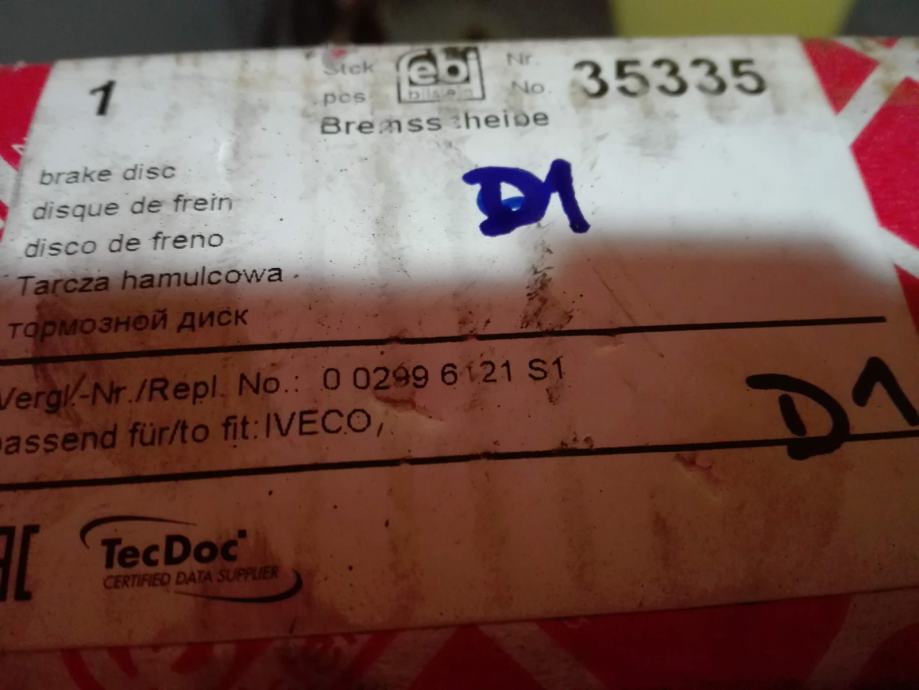 1
Stck
pcs
febi
bilstein
Nr.
No.
35335
Bremsscheibe
brake disc
disque de frein
disco de freno
Tarcza hamulcowa
тормозной диск
D1
Vergl.-Nr./Repl. No.: 0 0299 6121 S1
passend für/to fit:IVECO,
D1
EAC
TecDoc
CERTIFIED DATA SUPPLIER